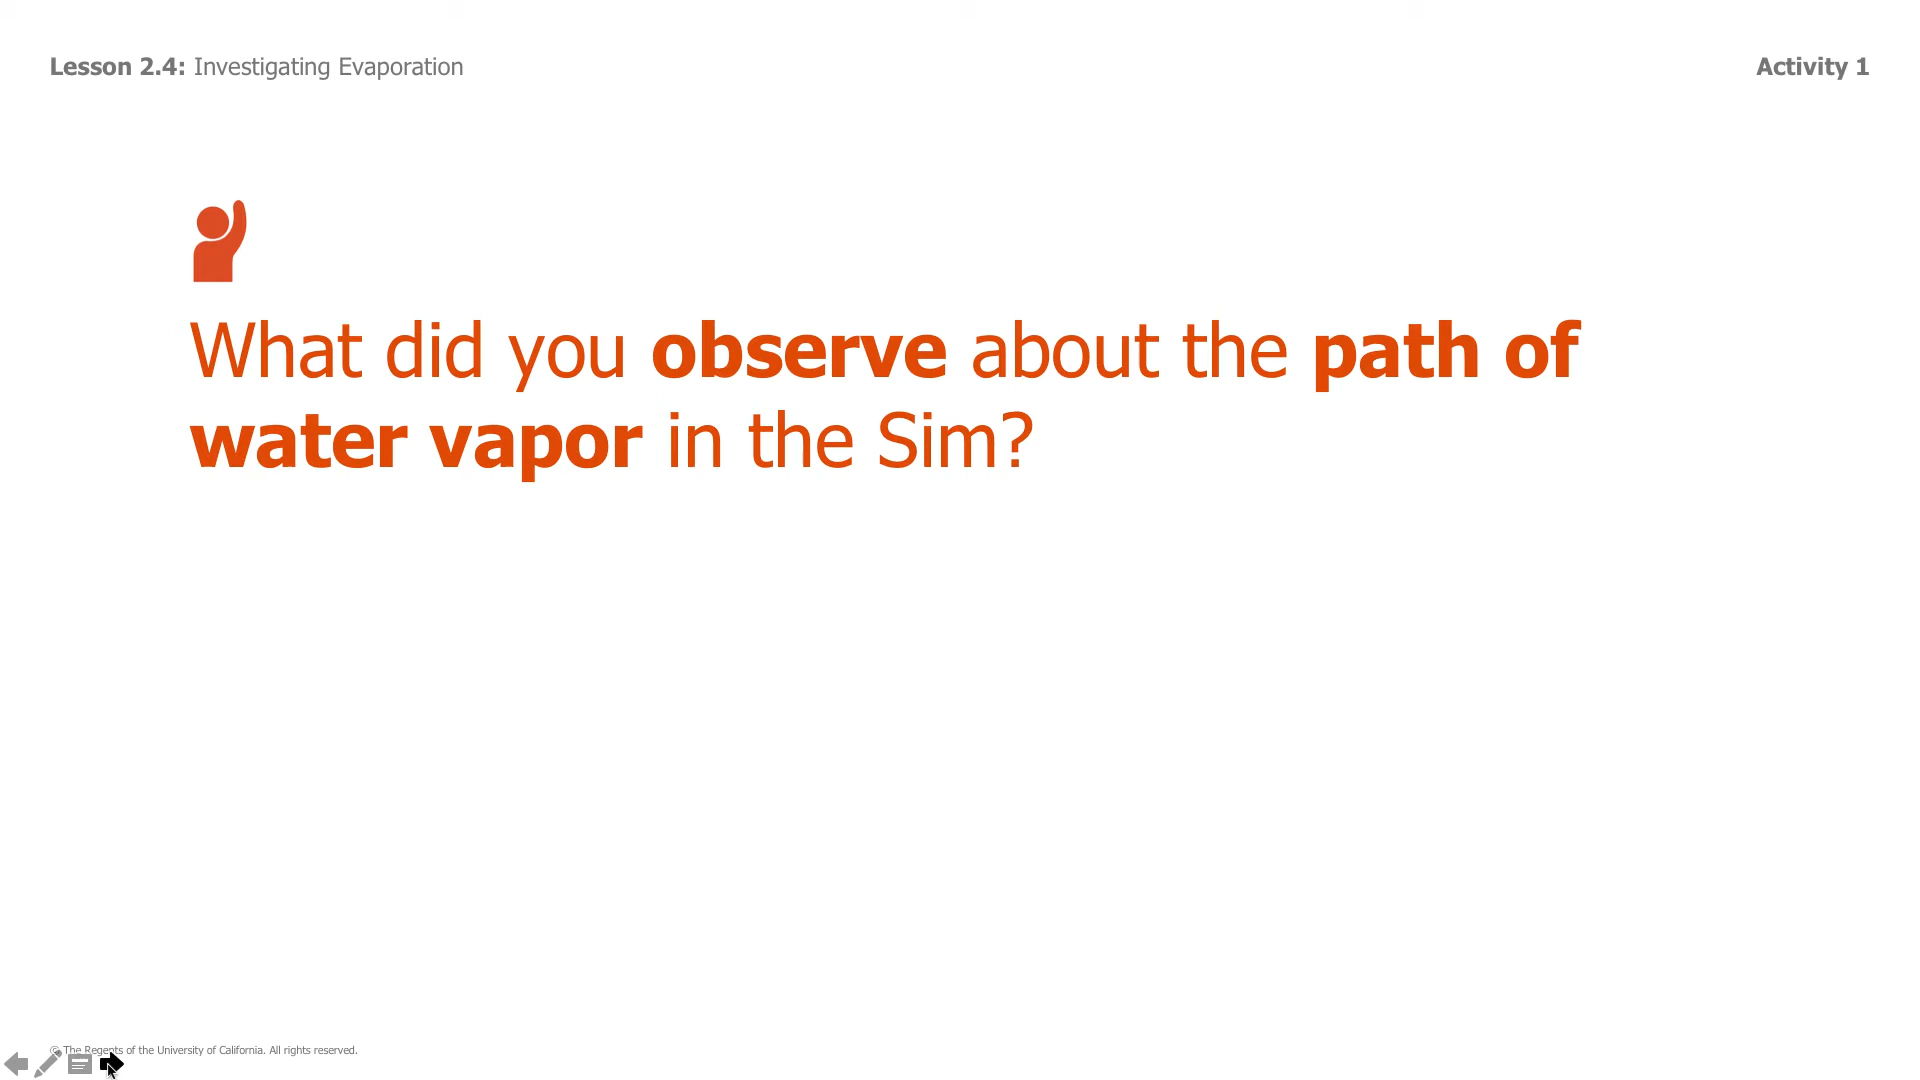 Lesson 2.4: Investigating Evaporation
Activity 1
What did you observe about the path of
water vapor in the Sim?
© The Regents of the University of California. All rights reserved.